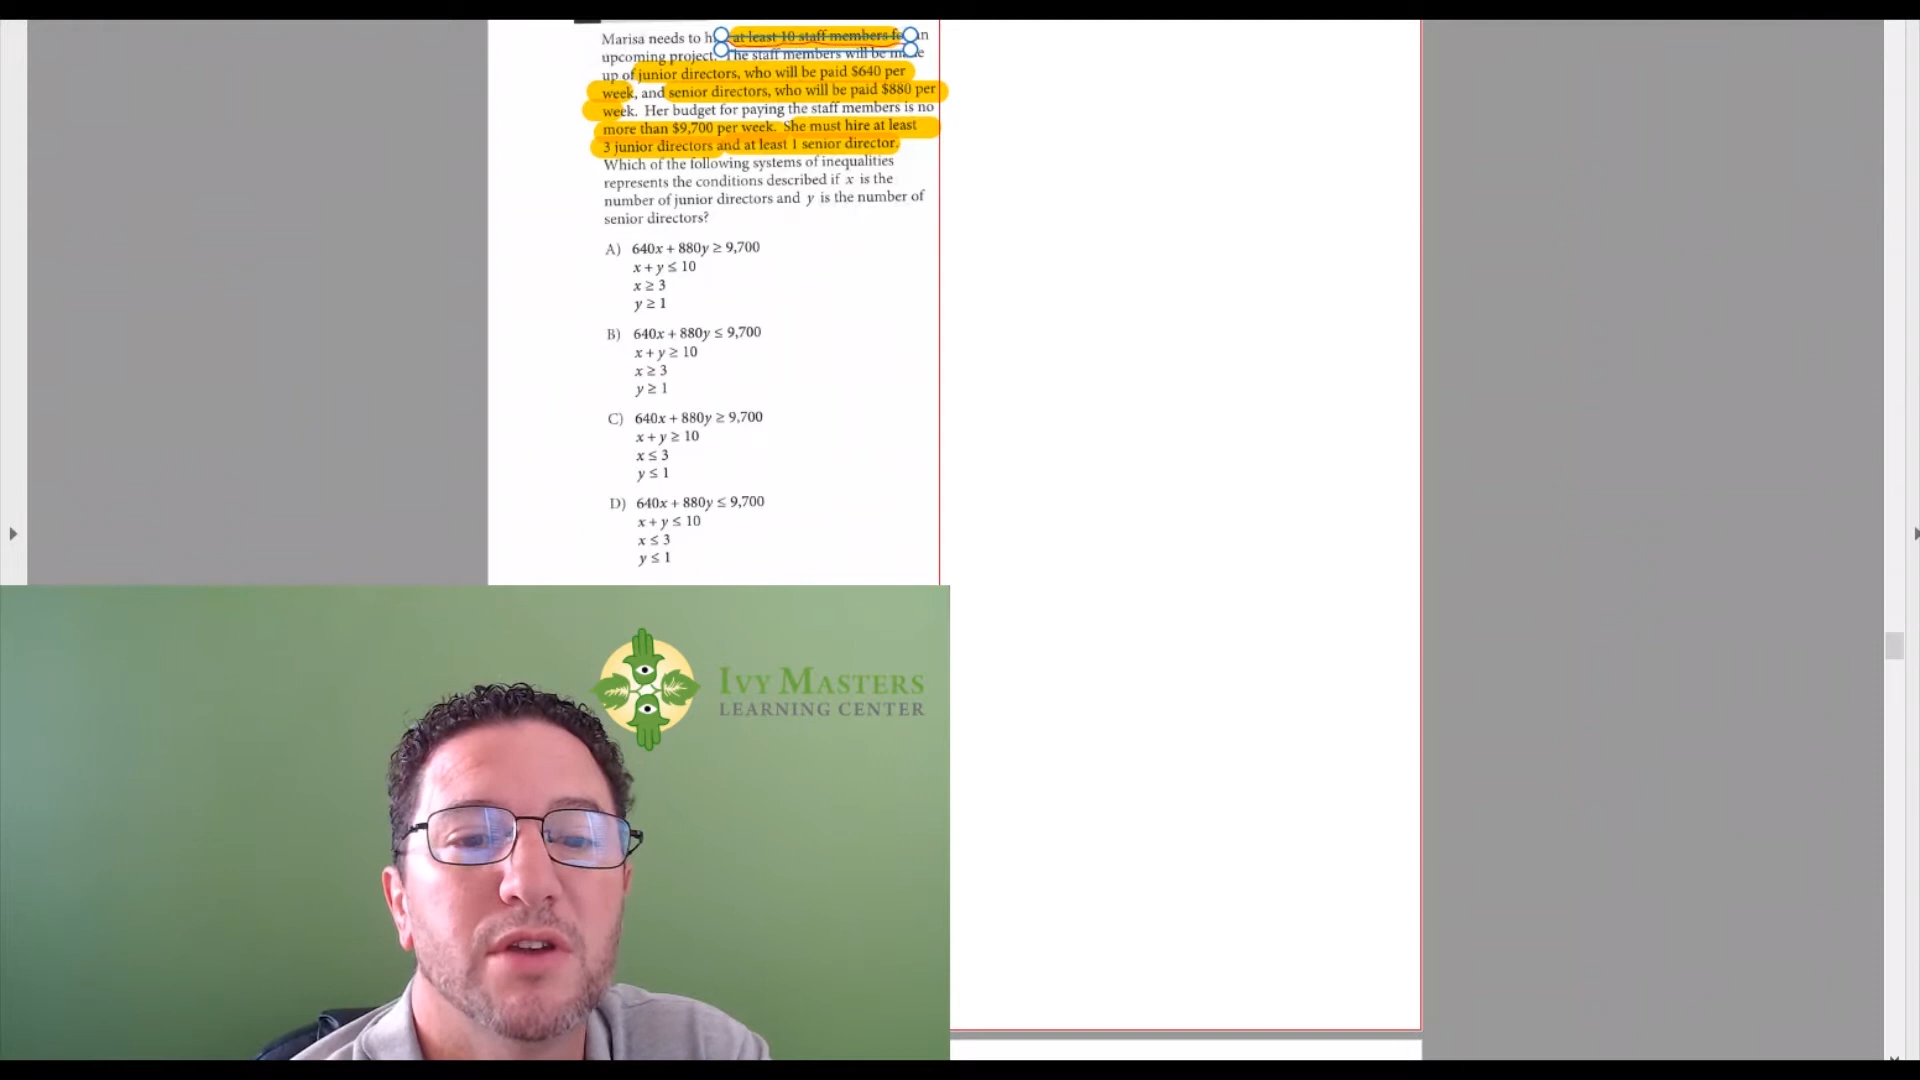 Marisa needs to at least 10 staff members
upcoming project. The staff members will be made
up of junior directors, who will be paid $640 per
week, and senior directors, who will be paid $880 per
week. Her budget for paying the staff members is no
more than $9,700 per week. She must hire at least
3 junior directors and at least 1 senior director.
Which of the following systems of inequalities
represents the conditions described if x is the
number of junior directors and y is the number of
senior directors?
A) 640x + 880y ≥ 9,700
x + y ≤ 10
x ≥ 3
y ≥ 1
B) 640x + 880y ≤ 9,700
x + y ≥ 10
x ≥ 3
y ≥ 1
C) 640x + 880y ≥ 9,700
x + y ≥ 10
x ≤ 3
y ≤ 1
D) 640x + 880y ≤ 9,700
x + y ≤ 10
x ≤ 3
y ≤ 1
IVY MASTERS
LEARNING CENTER